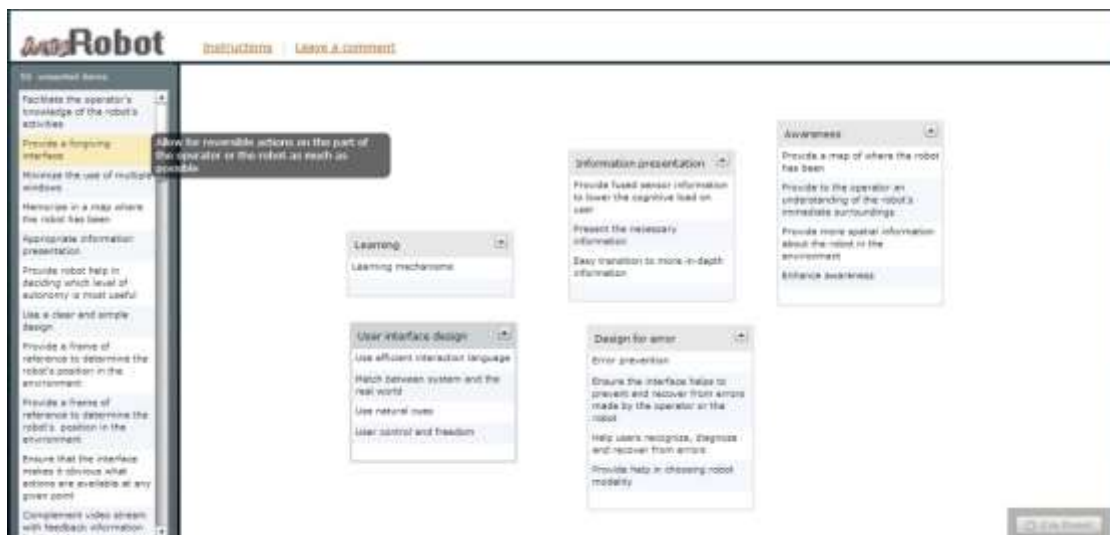 Robot
Instructions
Leave a comment
unsorted items
Facilitate the operator's
knowledge of the robot's
activities
Provide a forgiving
interface
Minimize the use of multiple
windows
Memorize in a map where
the robot has been
Appropriate information
presentation
Provide robot help in
deciding which level of
autonomy is most useful
Use a clear and simple
design
Provide a frame of
reference to determine the
robot's position in the
environment
Provide a frame of
reference to determine the
robot's position in the
environment
Ensure that the interface
makes it obvious what
actions are available at any
given point
Complement video stream
with feedback information
Allow for reversible actions on the part of
the operator or the robot as much as
possible
Learning
Learning mechanisms
User interface design
Use efficient interaction language
Match between system and the
real world
Use natural cues
User control and freedom
Information presentation
Provide fused sensor information
to lower the cognitive load on
user
Present the necessary
information
Easy transition to more in-depth
information
Design for error
Error prevention
Ensure the interface helps to
prevent and recover from errors
made by the operator or the
robot
Help users recognize, diagnose
and recover from errors
Provide help in choosing robot
modality
Awareness
Provide a map of where the robot
has been
Provide to the operator an
understanding of the robot's
immediate surroundings
Provide more spatial information
about the robot in the
environment
Enhance awareness